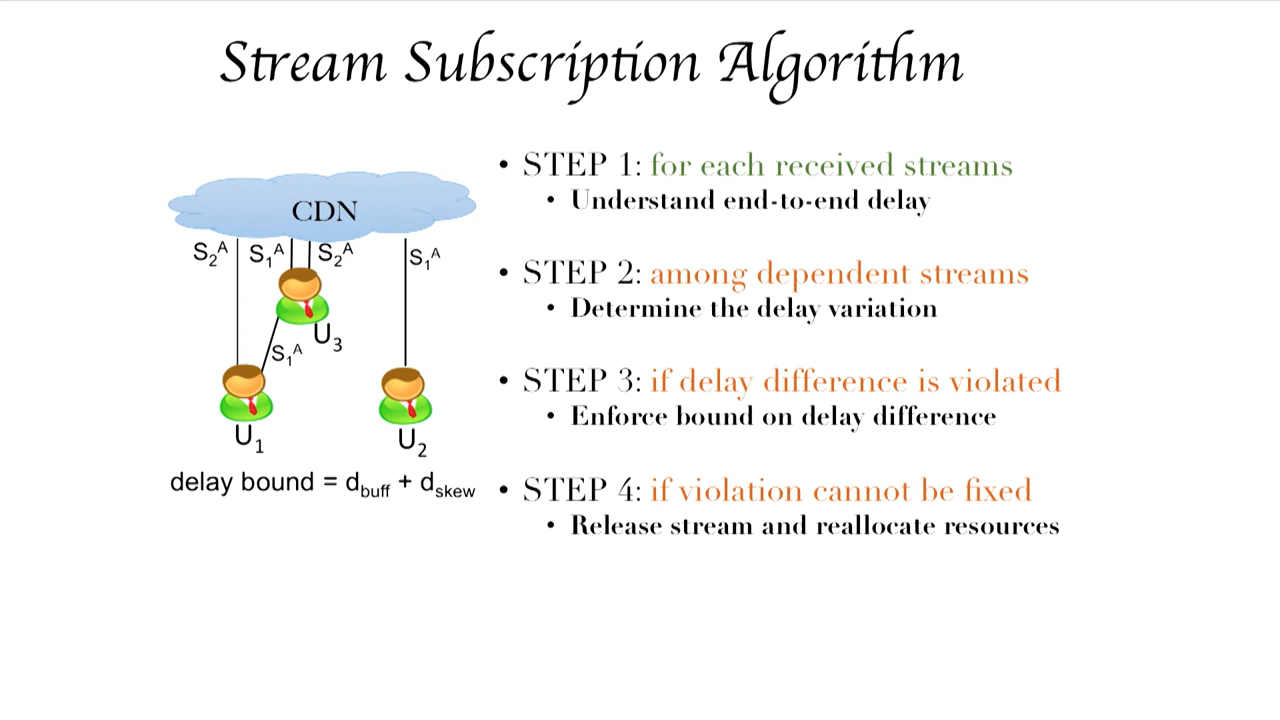 Stream Subscription Algorithm
CDN
S₂ᴬ S₁ᴬ S₂ᴬ S₁ᴬ
U₃
S₁ᴬ
U₁ U₂
delay bound = d_buff + d_skew
• STEP 1: for each received streams
• Understand end-to-end delay
• STEP 2: among dependent streams
• Determine the delay variation
• STEP 3: if delay difference is violated
• Enforce bound on delay difference
• STEP 4: if violation cannot be fixed
• Release stream and reallocate resources